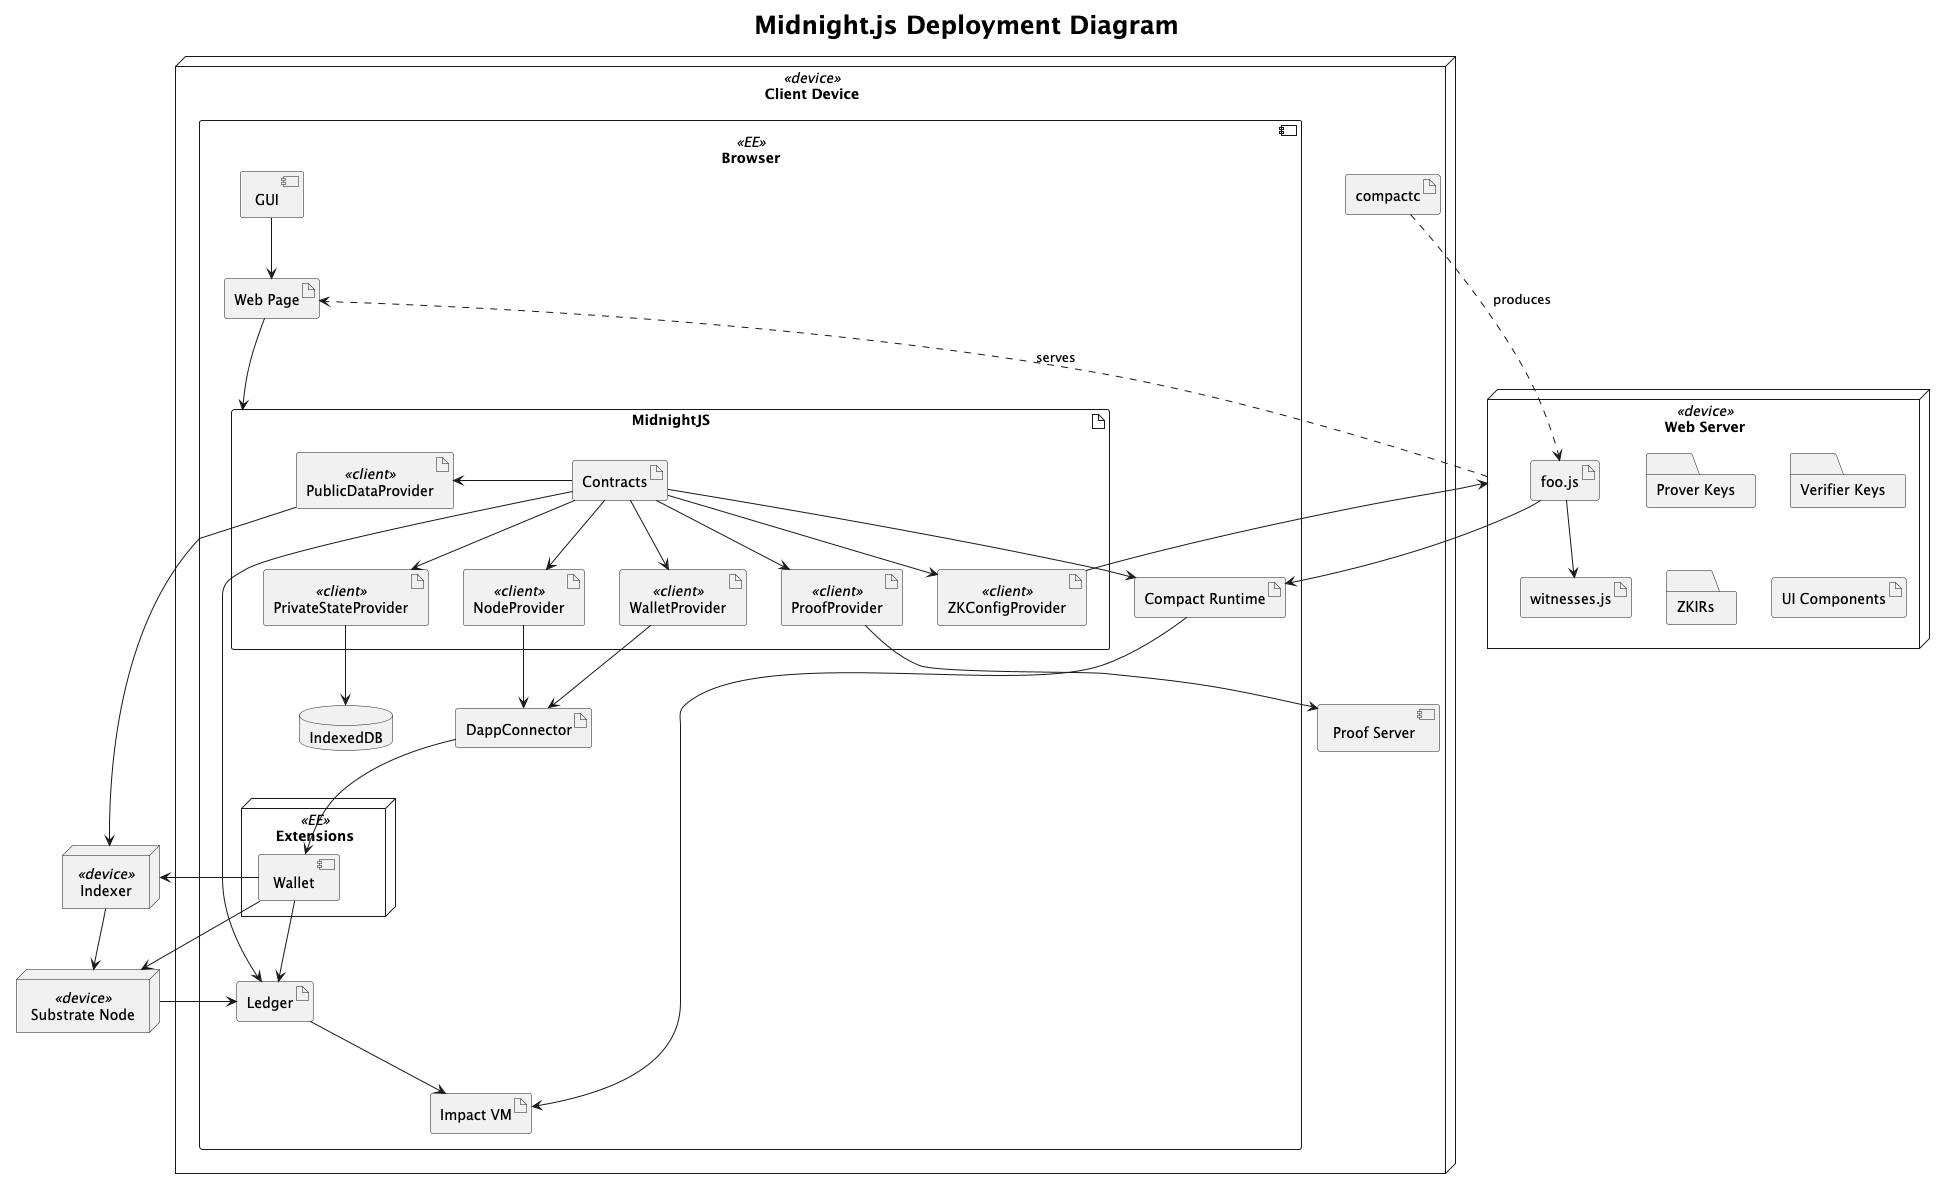 Midnight.js Deployment Diagram
«device»
Client Device
«EE»
Browser
GUI
compactc
Web Page
produces
serves
MidnightJS
«device»
Web Server
«client»
PublicDataProvider
Contracts
foo.js
Prover Keys
Verifier Keys
«client»
PrivateStateProvider
«client»
NodeProvider
«client»
WalletProvider
«client»
ProofProvider
«client»
ZKConfigProvider
Compact Runtime
witnesses.js
ZKIRs
UI Components
IndexedDB
DappConnector
Proof Server
«EE»
Extensions
Wallet
«device»
Indexer
«device»
Substrate Node
Ledger
Impact VM